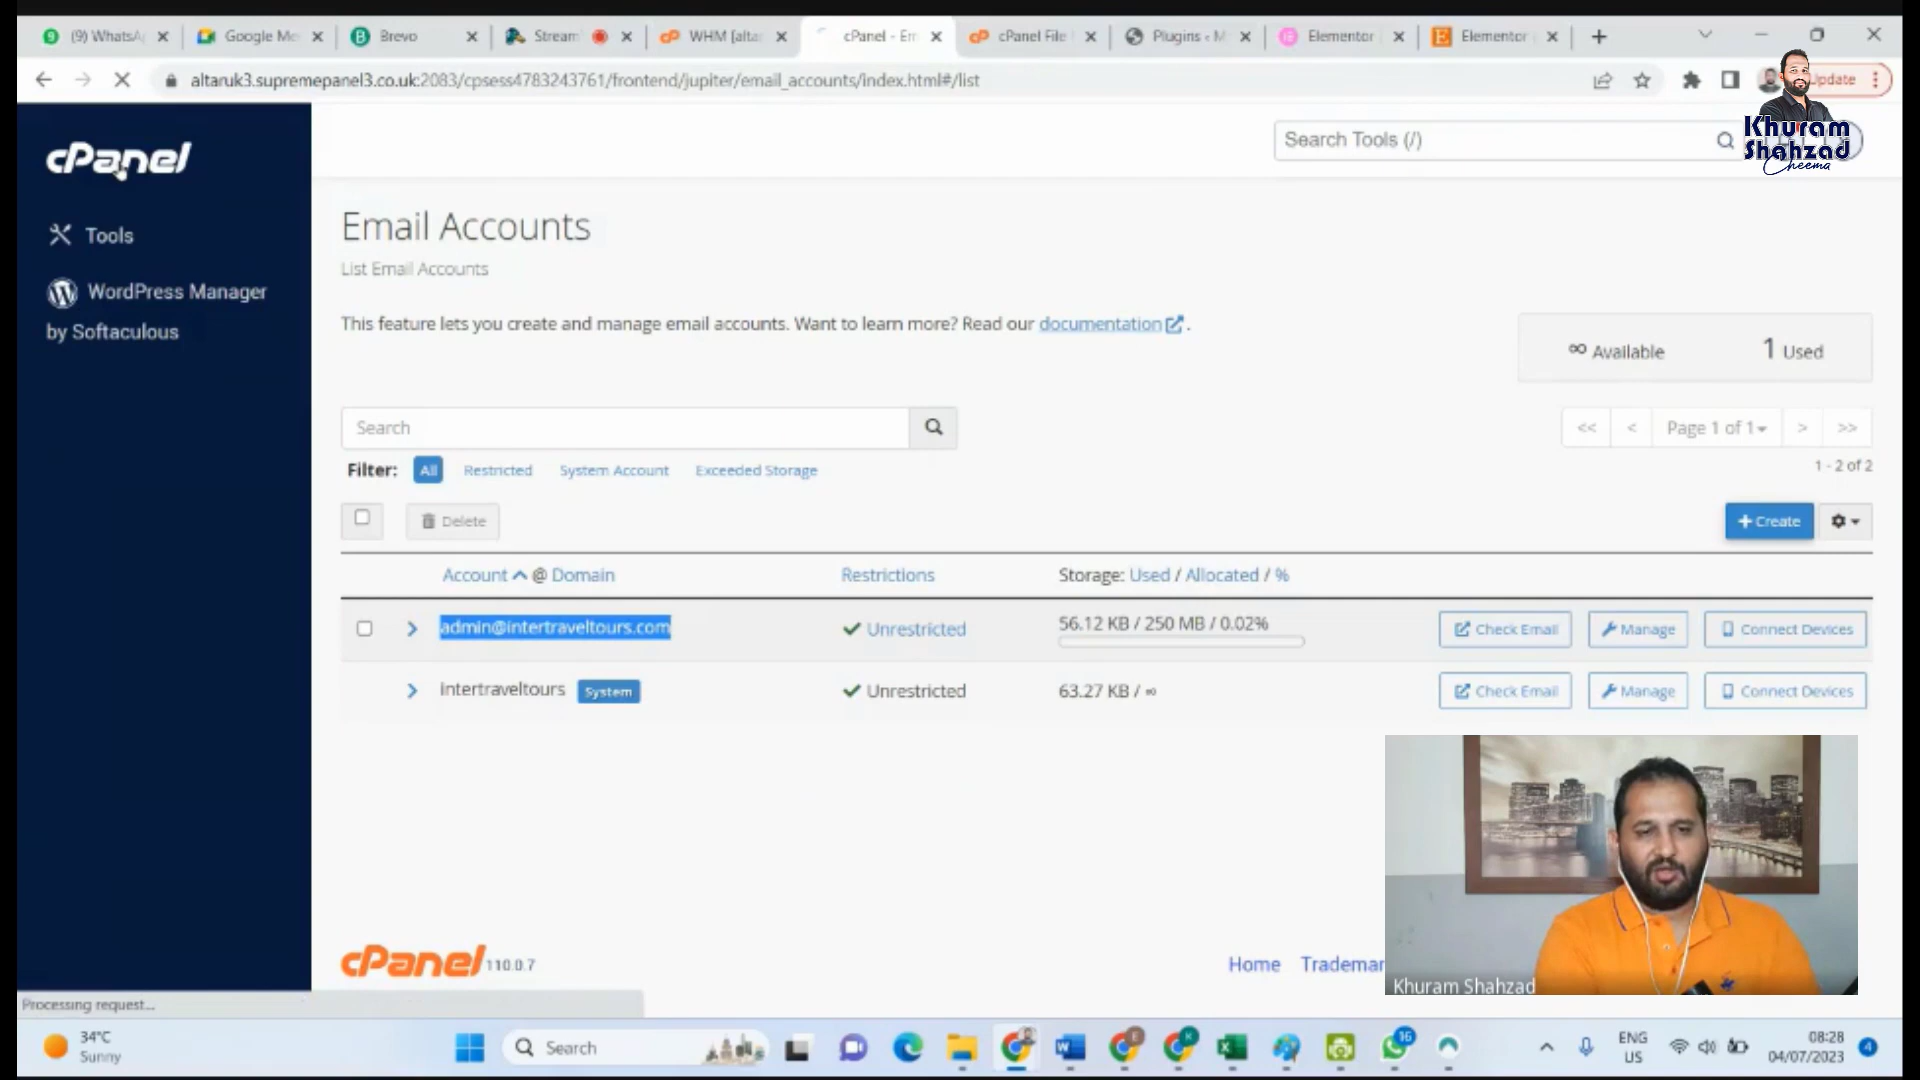 (9) WhatsA
Google Me
Brevo
Stream
WHM [alta
cPanel - Em
cPanel File
Plugins ‹ M
Elementor
Elementor
altaruk3.supremepanel3.co.uk:2083/cpsess4783243761/frontend/jupiter/email_accounts/index.html#/list
Update
cPanel
Search Tools (/)
Khuram
Shahzad
Cheema
Tools
WordPress Manager
by Softaculous
Email Accounts
List Email Accounts
This feature lets you create and manage email accounts. Want to learn more? Read our documentation.
∞ Available
1 Used
Search
<< < Page 1 of 1 > >>
Filter: All Restricted System Account Exceeded Storage
1 - 2 of 2
Delete
+ Create
Account @ Domain
Restrictions
Storage: Used / Allocated / %
admin@intertraveltours.com
Unrestricted
56.12 KB / 250 MB / 0.02%
Check Email
Manage
Connect Devices
intertraveltours System
Unrestricted
63.27 KB / ∞
Check Email
Manage
Connect Devices
cPanel 110.0.7
Home
Trademar
Khuram Shahzad
Processing request...
34°C
Sunny
Search
16
ENG
US
08:28
04/07/2023
4